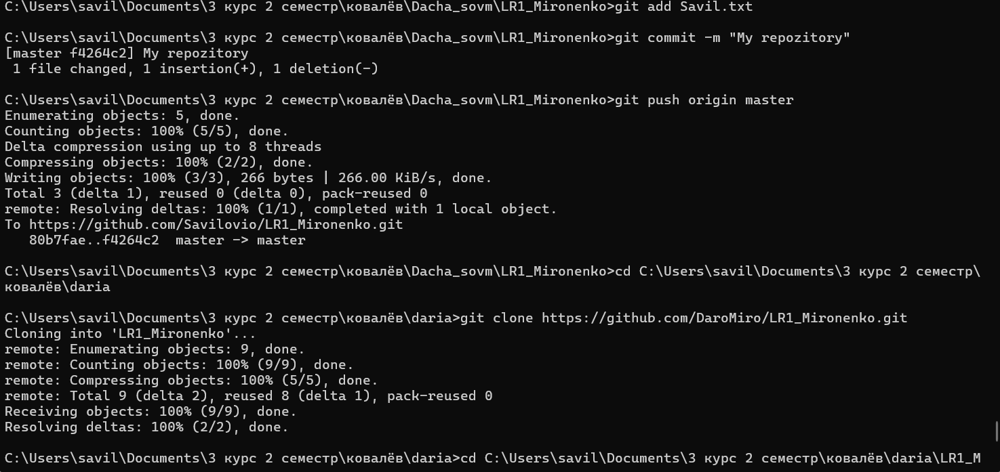 C:\Users\savil\Documents\3 курс 2 семестр\ковалёв\Dacha_sovm\LR1_Mironenko>git add Savil.txt
C:\Users\savil\Documents\3 курс 2 семестр\ковалёв\Dacha_sovm\LR1_Mironenko>git commit -m "My repozitory"
[master f4264c2] My repozitory
 1 file changed, 1 insertion(+), 1 deletion(-)
C:\Users\savil\Documents\3 курс 2 семестр\ковалёв\Dacha_sovm\LR1_Mironenko>git push origin master
Enumerating objects: 5, done.
Counting objects: 100% (5/5), done.
Delta compression using up to 8 threads
Compressing objects: 100% (2/2), done.
Writing objects: 100% (3/3), 266 bytes | 266.00 KiB/s, done.
Total 3 (delta 1), reused 0 (delta 0), pack-reused 0
remote: Resolving deltas: 100% (1/1), completed with 1 local object.
To https://github.com/Savilovio/LR1_Mironenko.git
   80b7fae..f4264c2  master -> master
C:\Users\savil\Documents\3 курс 2 семестр\ковалёв\Dacha_sovm\LR1_Mironenko>cd C:\Users\savil\Documents\3 курс 2 семестр\
ковалёв\daria
C:\Users\savil\Documents\3 курс 2 семестр\ковалёв\daria>git clone https://github.com/DaroMiro/LR1_Mironenko.git
Cloning into 'LR1_Mironenko'...
remote: Enumerating objects: 9, done.
remote: Counting objects: 100% (9/9), done.
remote: Compressing objects: 100% (5/5), done.
remote: Total 9 (delta 2), reused 8 (delta 1), pack-reused 0
Receiving objects: 100% (9/9), done.
Resolving deltas: 100% (2/2), done.
C:\Users\savil\Documents\3 курс 2 семестр\ковалёв\daria>cd C:\Users\savil\Documents\3 курс 2 семестр\ковалёв\daria\LR1_M